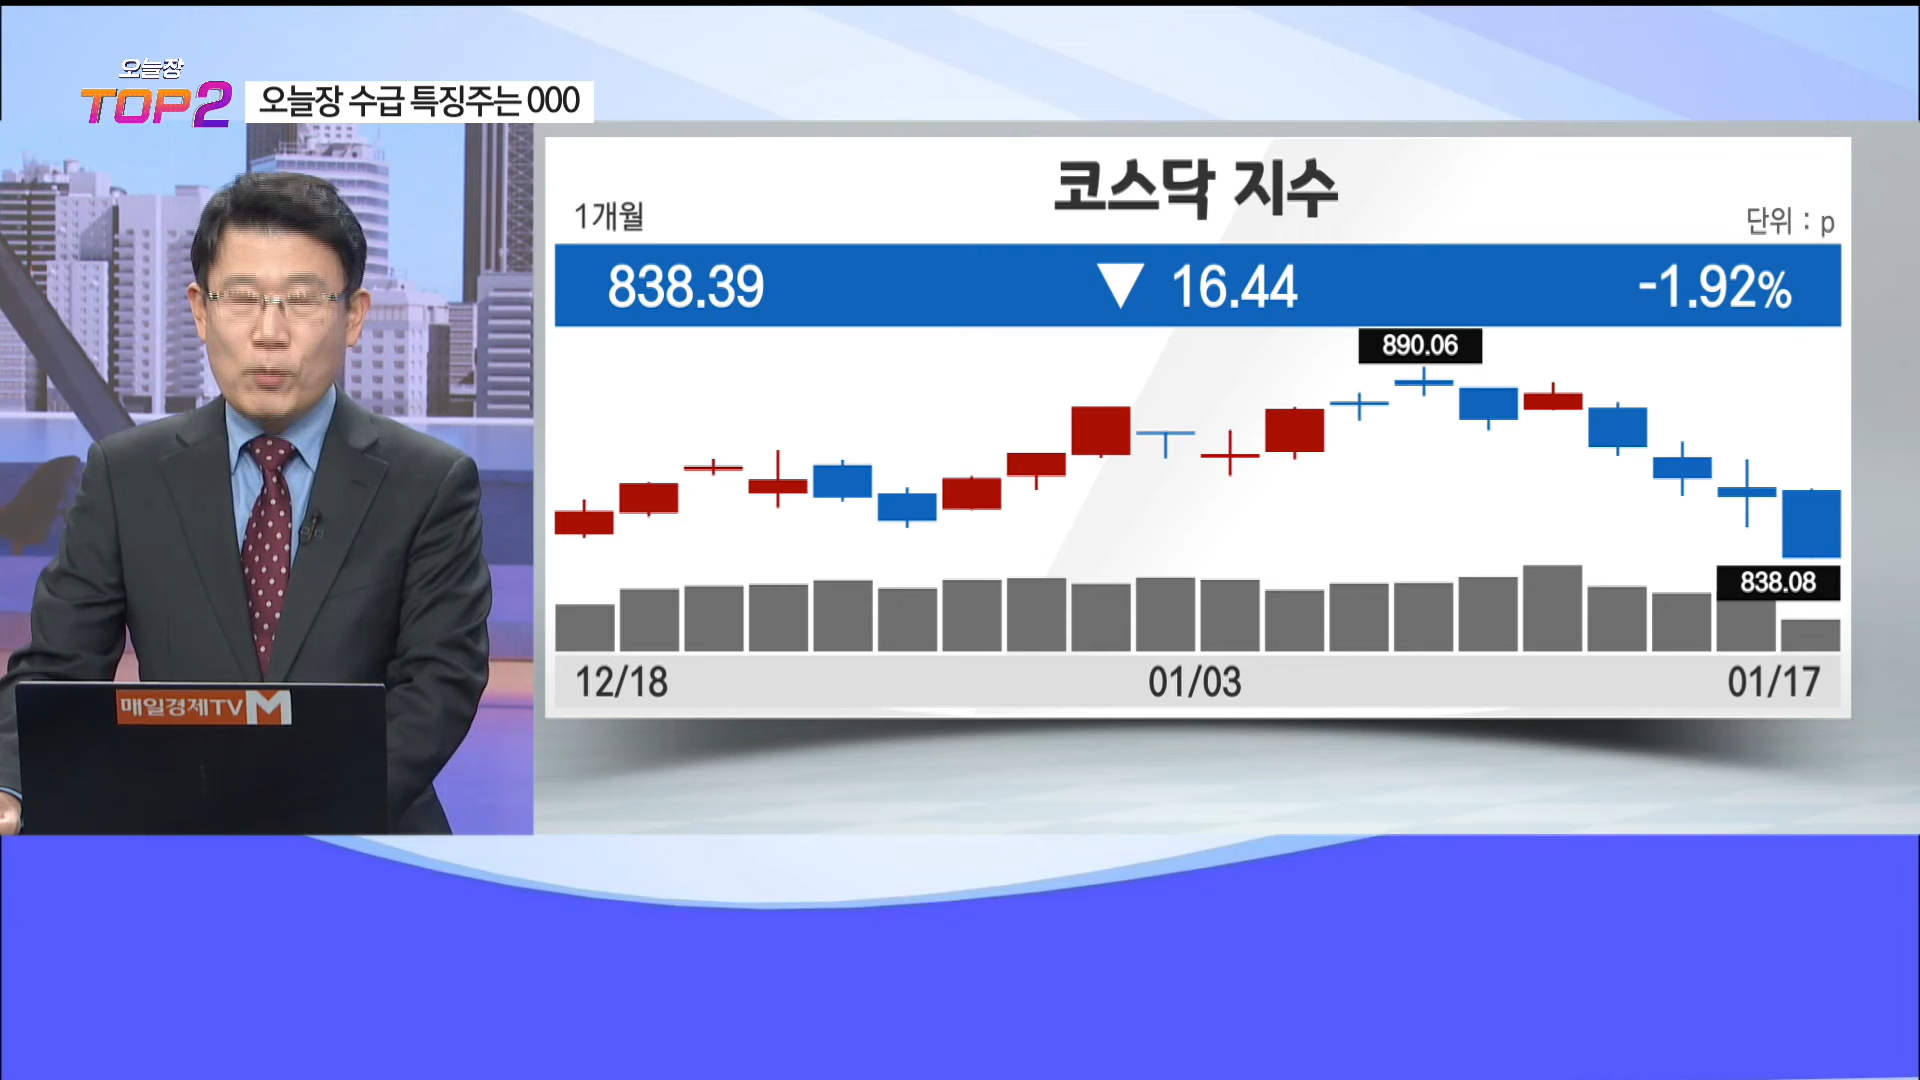 오늘장
TOP2
오늘장 수급 특징주는 000
코스닥 지수
1개월
단위 : p
838.39 ▼ 16.44 -1.92%
890.06
838.08
12/18 01/03 01/17
매일경제TV M